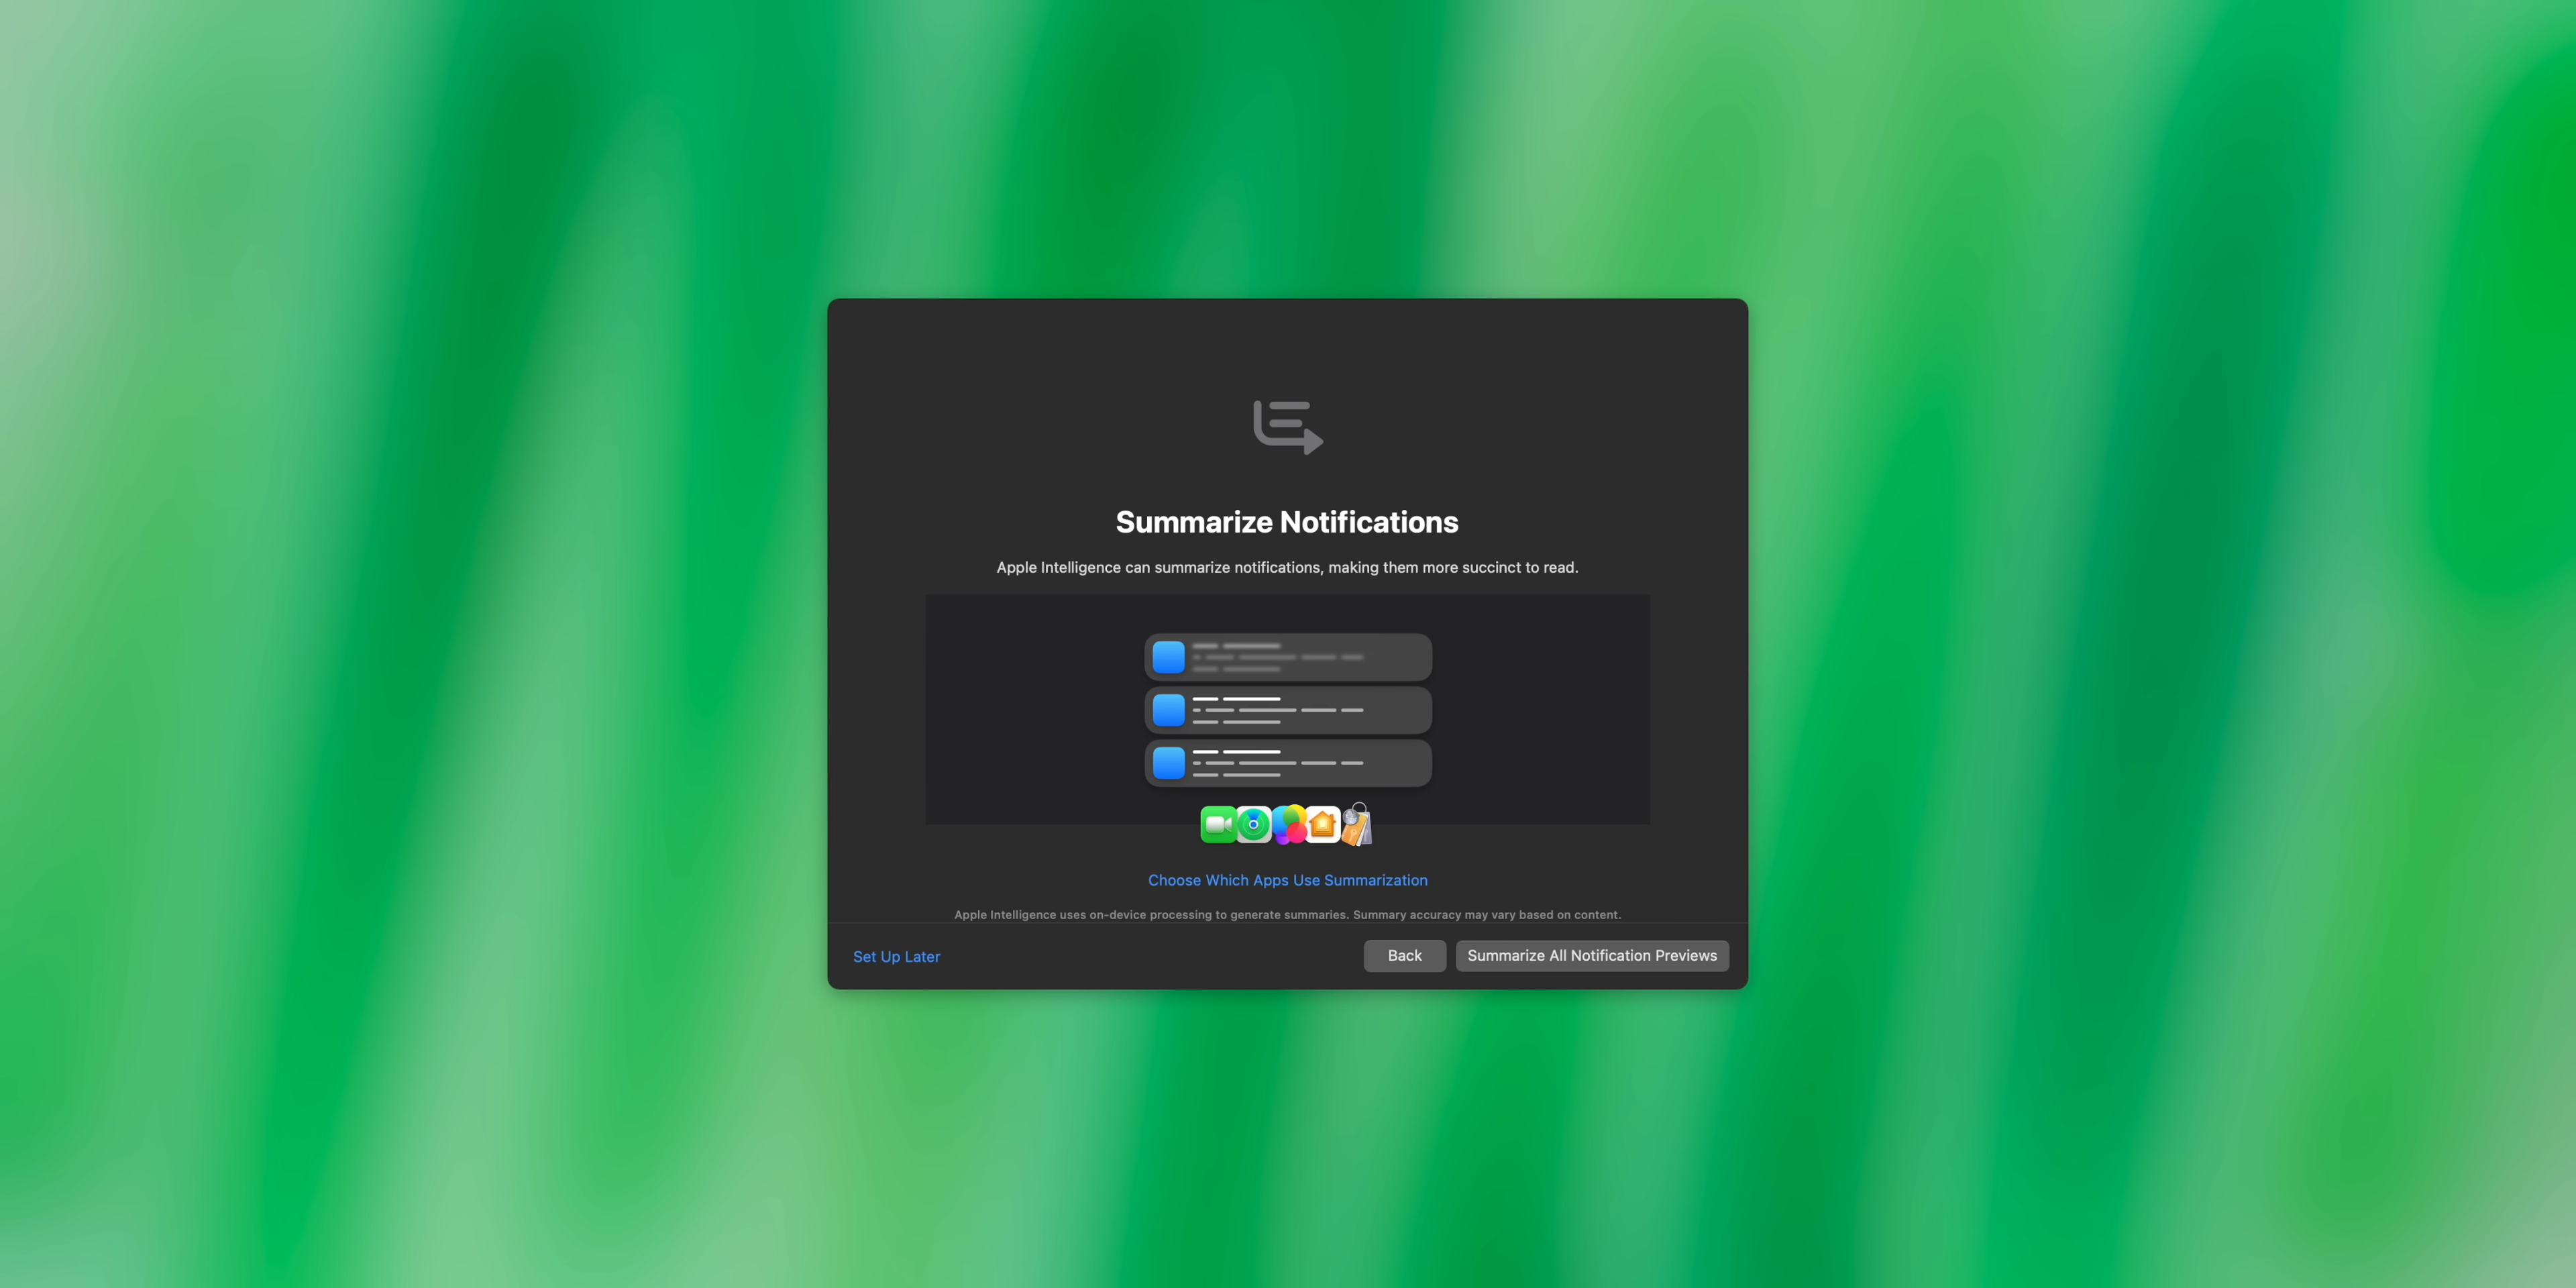 Summarize Notifications
Apple Intelligence can summarize notifications, making them more succinct to read.
Choose Which Apps Use Summarization
Apple Intelligence uses on-device processing to generate summaries. Summary accuracy may vary based on content.
Set Up Later
Back
Summarize All Notification Previews